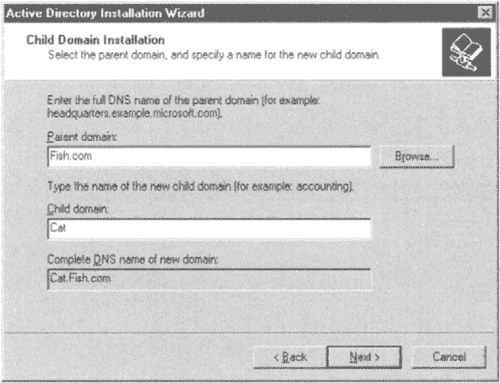 Active Directory Installation Wizard
Child Domain Installation
Select the parent domain, and specify a name for the new child domain.
Enter the full DNS name of the parent domain (for example:
headquarters.example.microsoft.com).
Parent domain:
Fish.com
Browse...
Type the name of the new child domain (for example: accounting).
Child domain:
Cat
Complete DNS name of new domain:
Cat.Fish.com
< Back
Next >
Cancel